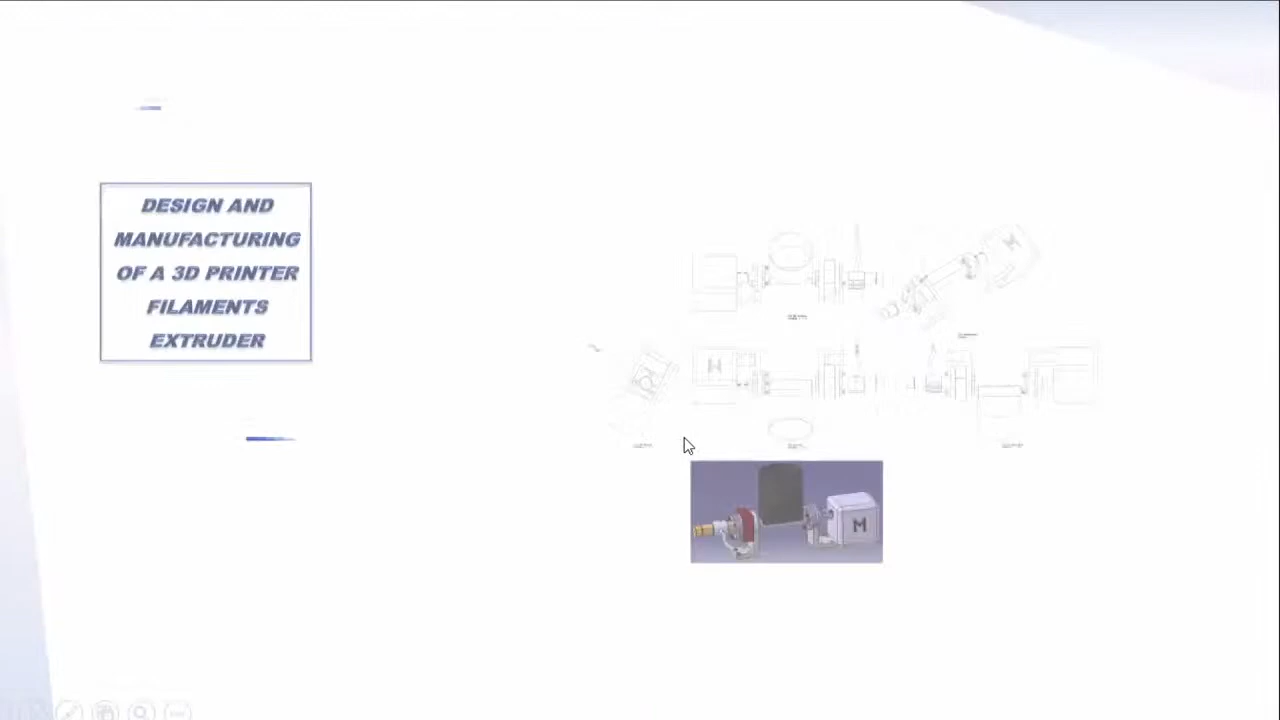 DESIGN AND
MANUFACTURING
OF A 3D PRINTER
FILAMENTS
EXTRUDER
M
M
M